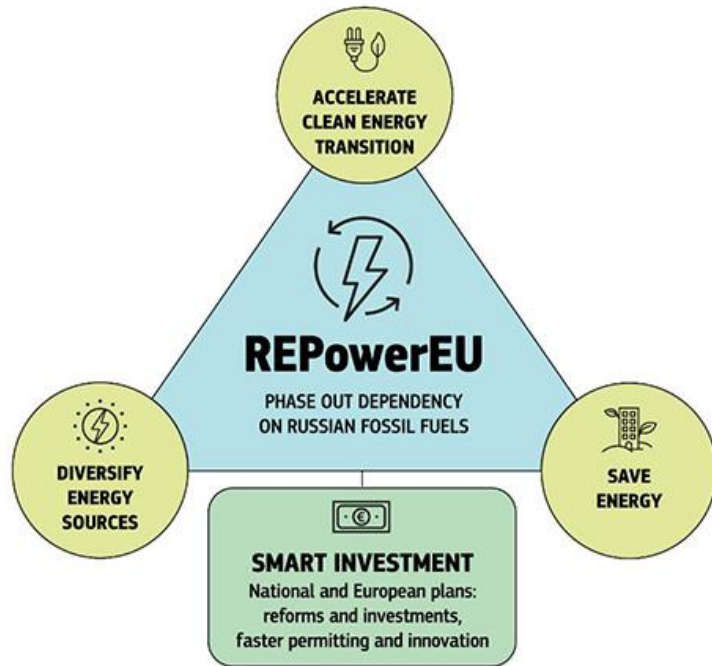 ACCELERATE
CLEAN ENERGY
TRANSITION
REPowerEU
PHASE OUT DEPENDENCY
ON RUSSIAN FOSSIL FUELS
DIVERSIFY
ENERGY
SOURCES
SAVE
ENERGY
€
SMART INVESTMENT
National and European plans:
reforms and investments,
faster permitting and innovation